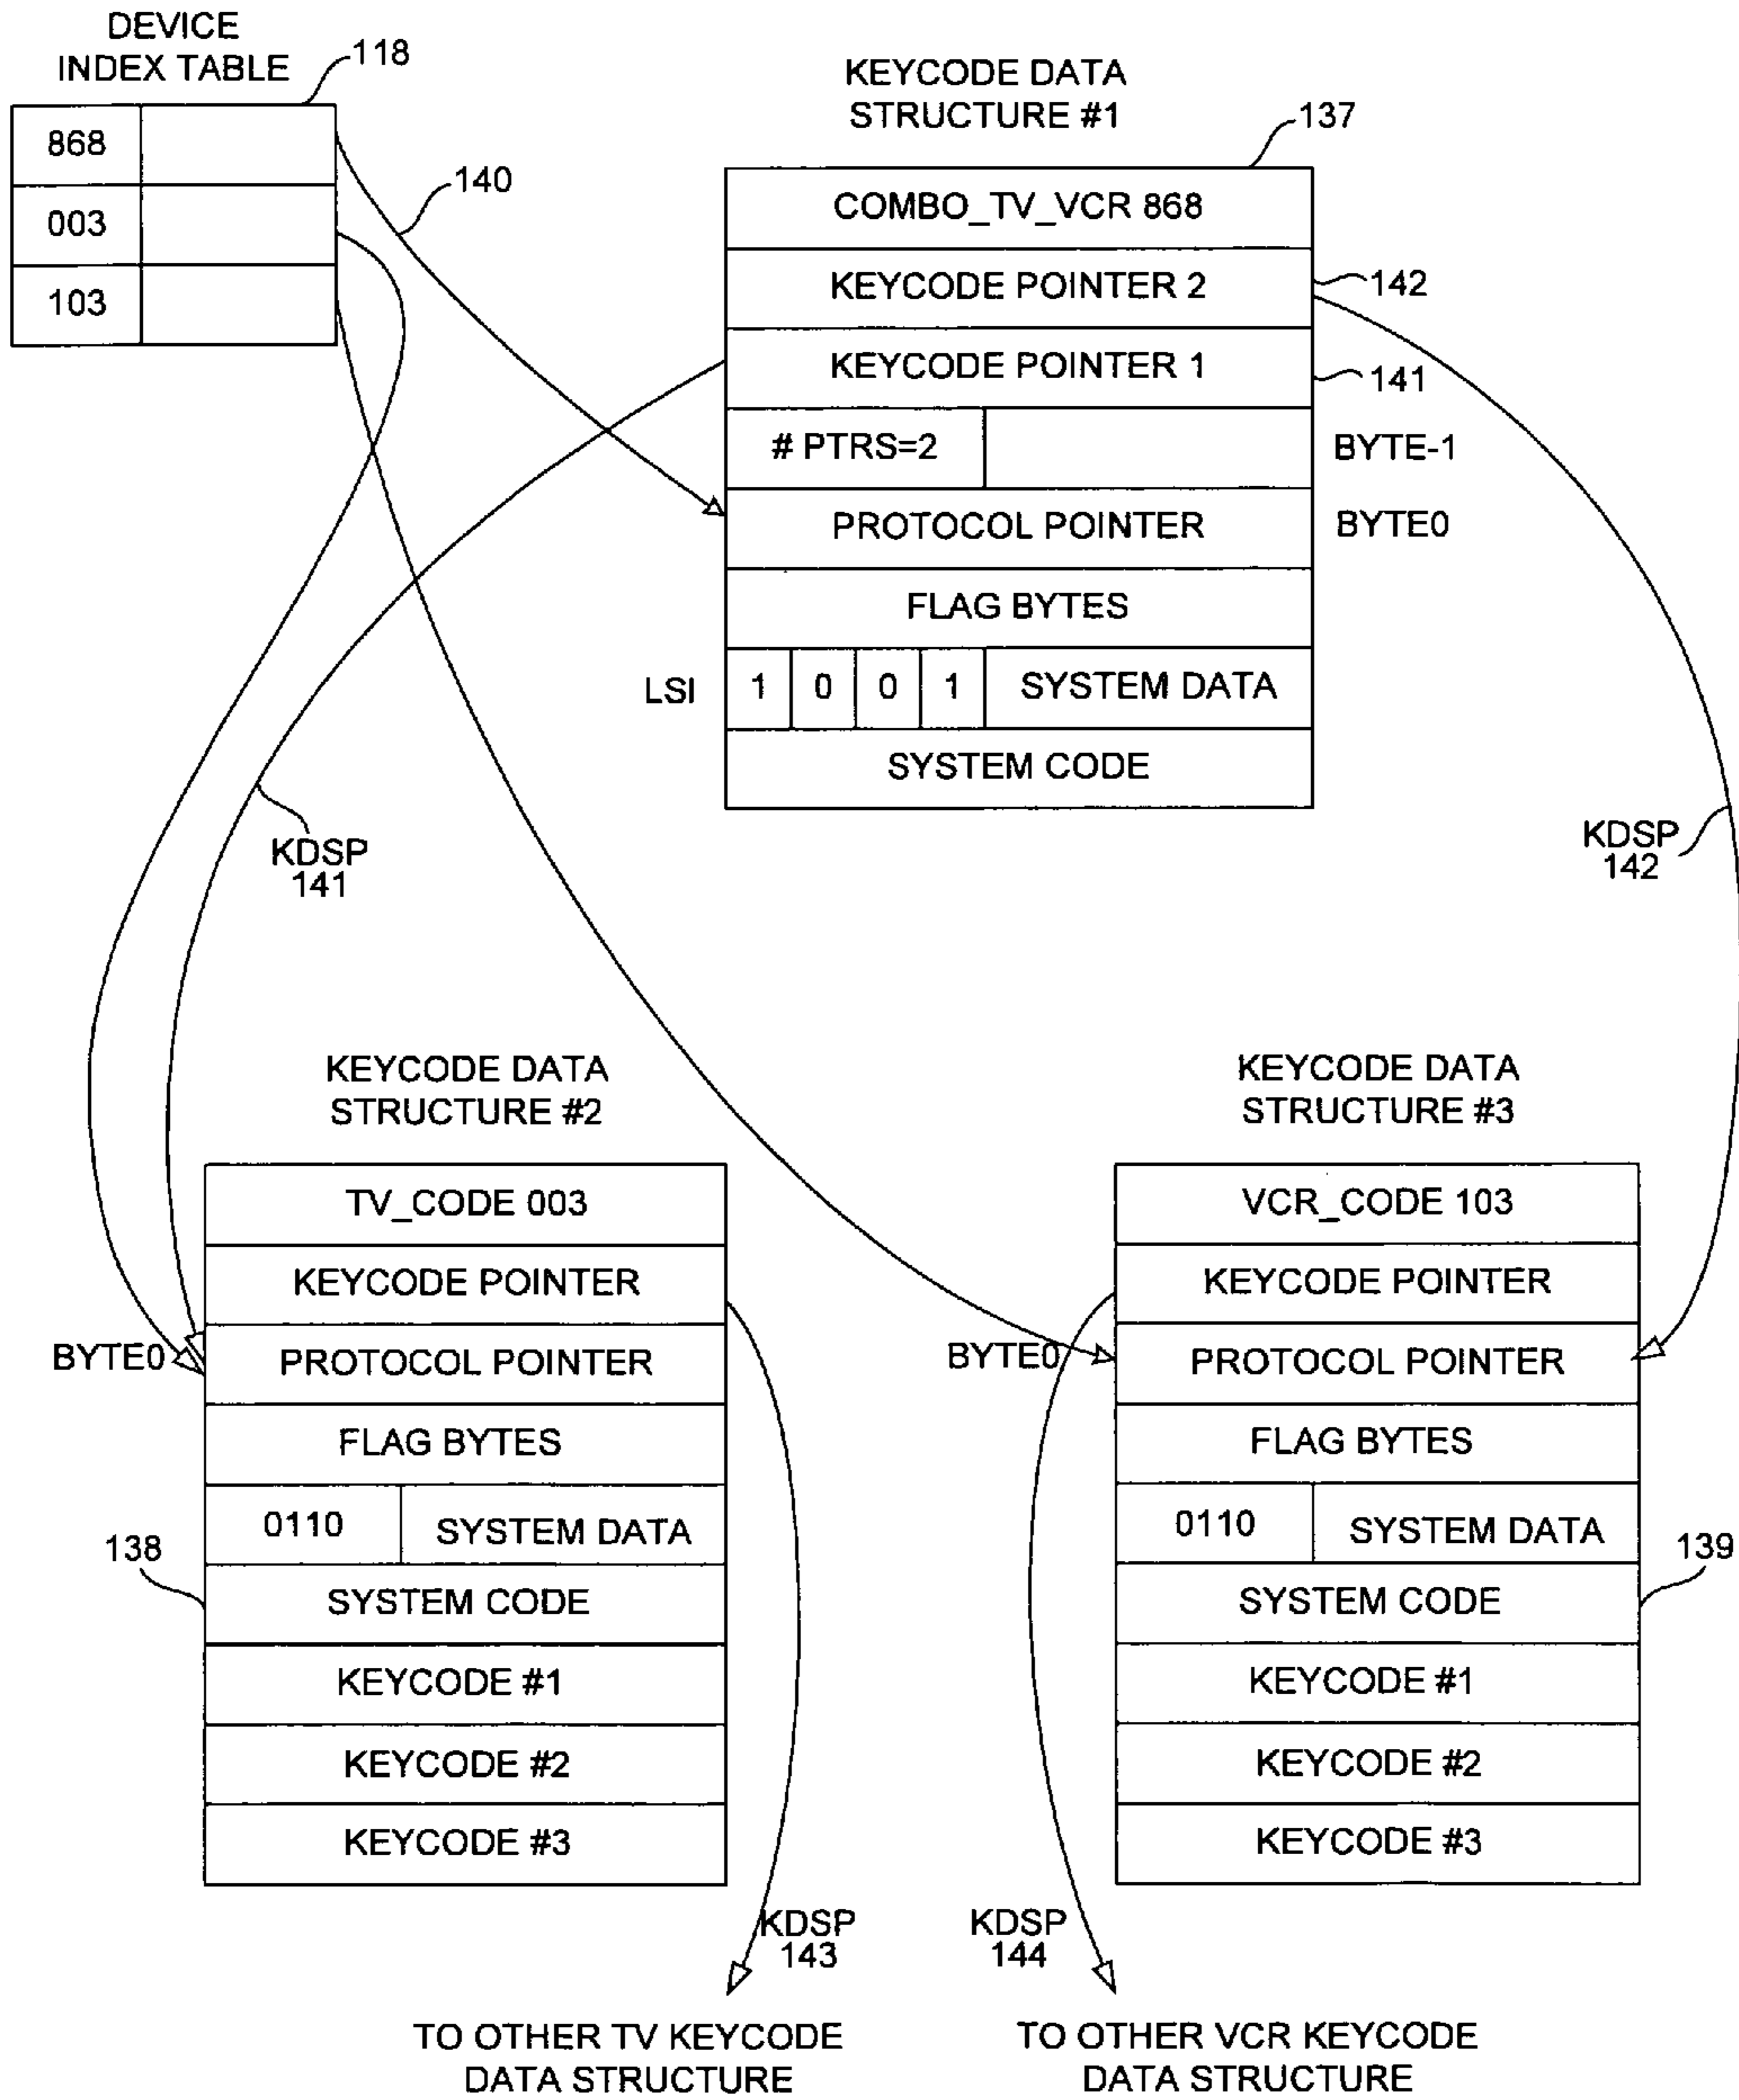 DEVICE
INDEX TABLE
118
868
003
103
140
KEYCODE DATA
STRUCTURE #1
137
COMBO_TV_VCR 868
KEYCODE POINTER 2
142
KEYCODE POINTER 1
141
# PTRS=2
BYTE-1
PROTOCOL POINTER
BYTE0
FLAG BYTES
LSI
1 0 0 1 SYSTEM DATA
SYSTEM CODE
KDSP
141
KDSP
142
KEYCODE DATA
STRUCTURE #2
TV_CODE 003
KEYCODE POINTER
BYTE0
PROTOCOL POINTER
FLAG BYTES
0110 SYSTEM DATA
138
SYSTEM CODE
KEYCODE #1
KEYCODE #2
KEYCODE #3
KDSP
143
TO OTHER TV KEYCODE
DATA STRUCTURE
KEYCODE DATA
STRUCTURE #3
VCR_CODE 103
KEYCODE POINTER
BYTE0
PROTOCOL POINTER
FLAG BYTES
0110 SYSTEM DATA
139
SYSTEM CODE
KEYCODE #1
KEYCODE #2
KEYCODE #3
KDSP
144
TO OTHER VCR KEYCODE
DATA STRUCTURE